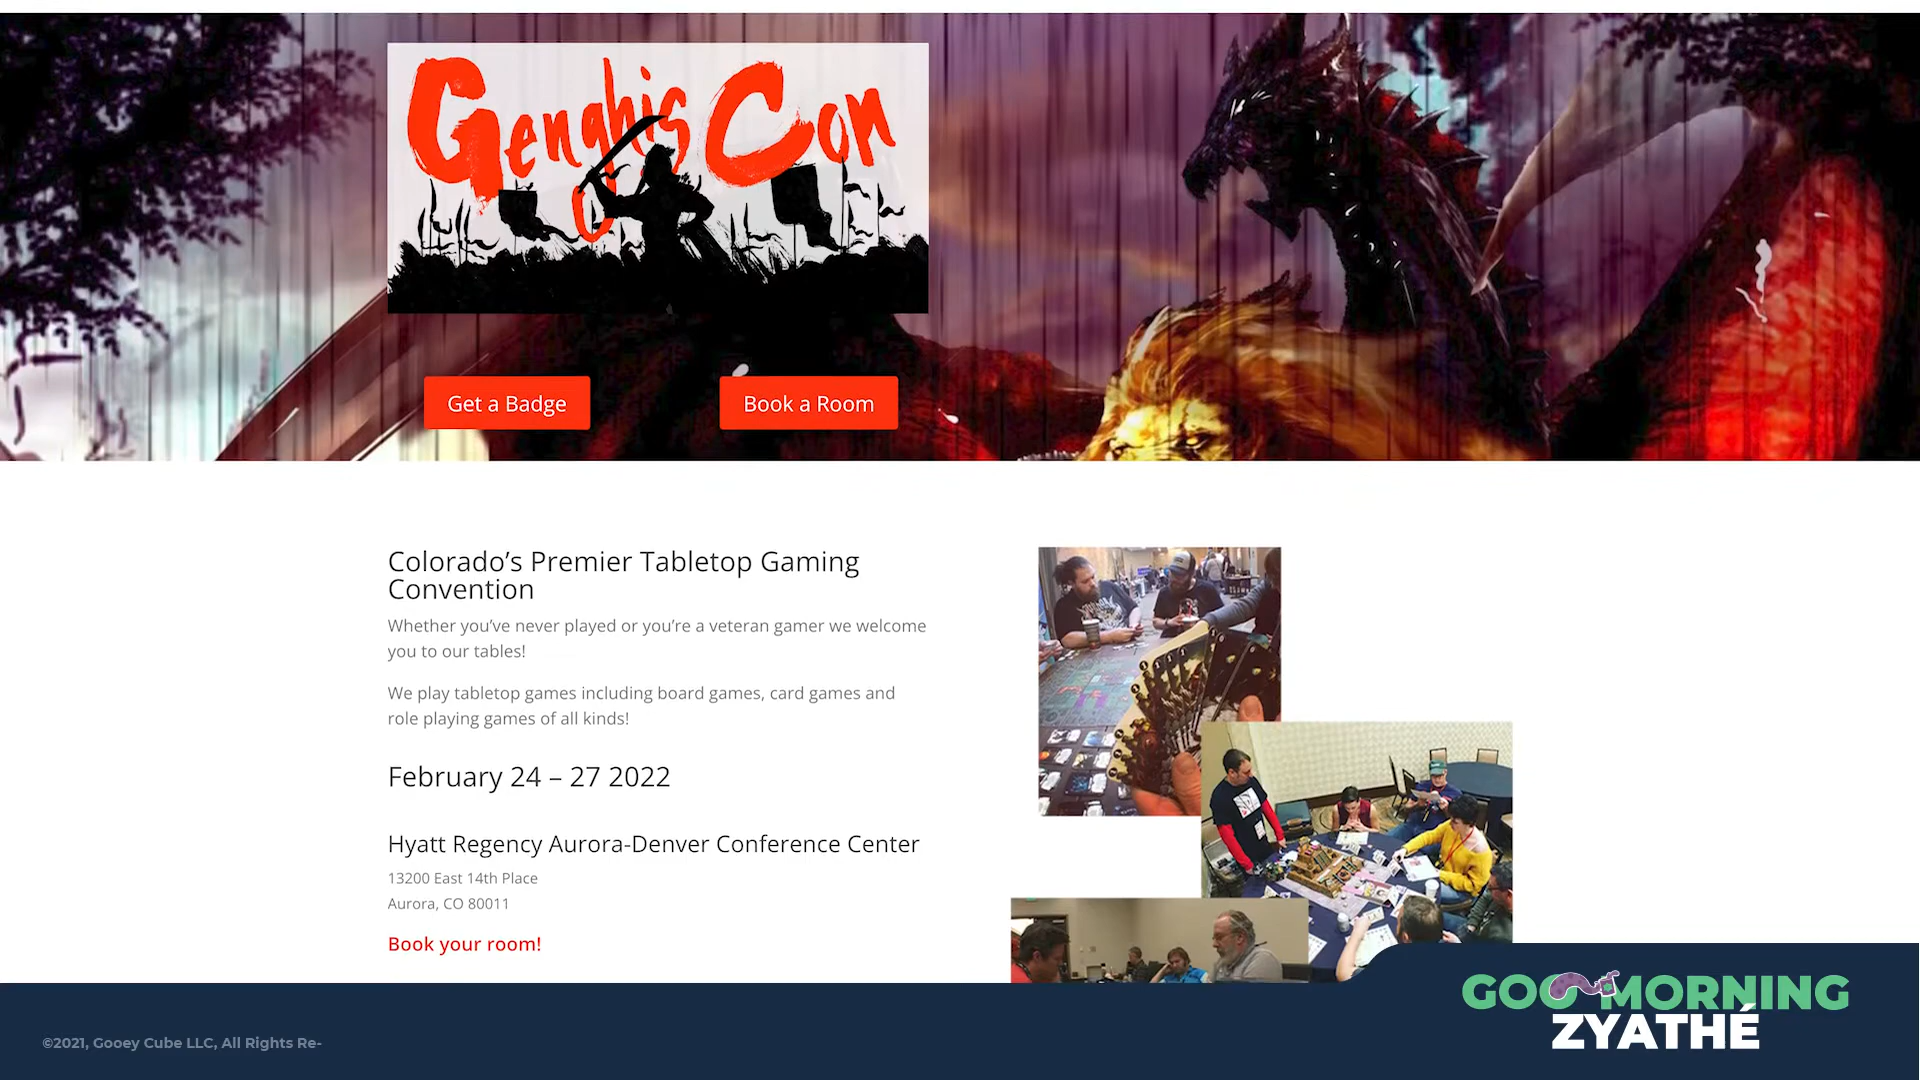 Genghis Con
Get a Badge
Book a Room
Colorado’s Premier Tabletop Gaming
Convention
Whether you’ve never played or you’re a veteran gamer we welcome
you to our tables!
We play tabletop games including board games, card games and
role playing games of all kinds!
February 24 – 27 2022
Hyatt Regency Aurora-Denver Conference Center
13200 East 14th Place
Aurora, CO 80011
Book your room!
GOO MORNING
ZYATHÉ
©2021, Gooey Cube LLC, All Rights Re-